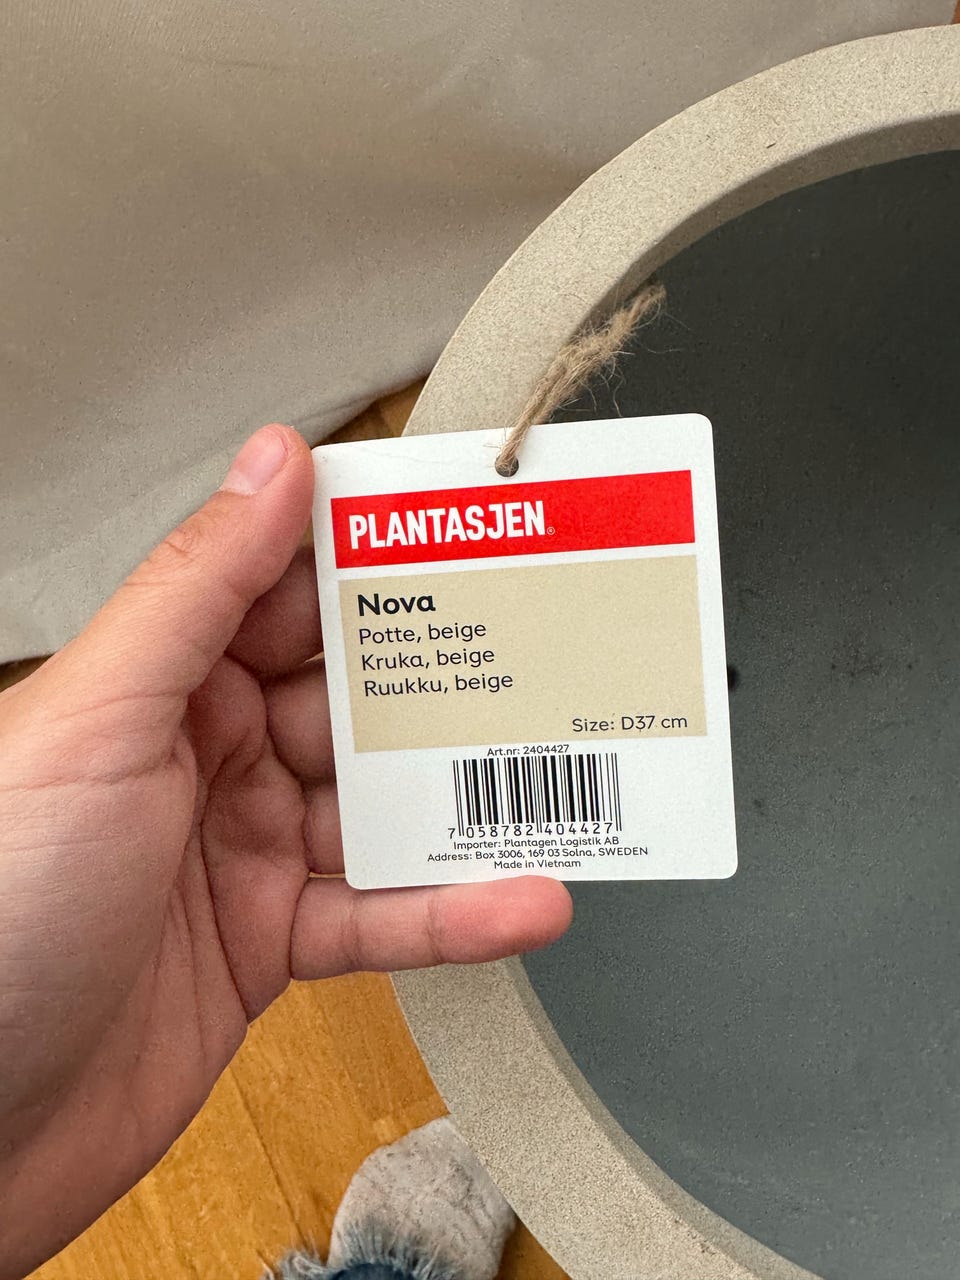 PLANTASJEN®
Nova
Potte, beige
Kruka, beige
Ruukku, beige
Size: D37 cm
Art.nr: 2404427
7 058782 404427
Importer: Plantagen Logistik AB
Address: Box 3006, 169 03 Solna, SWEDEN
Made in Vietnam